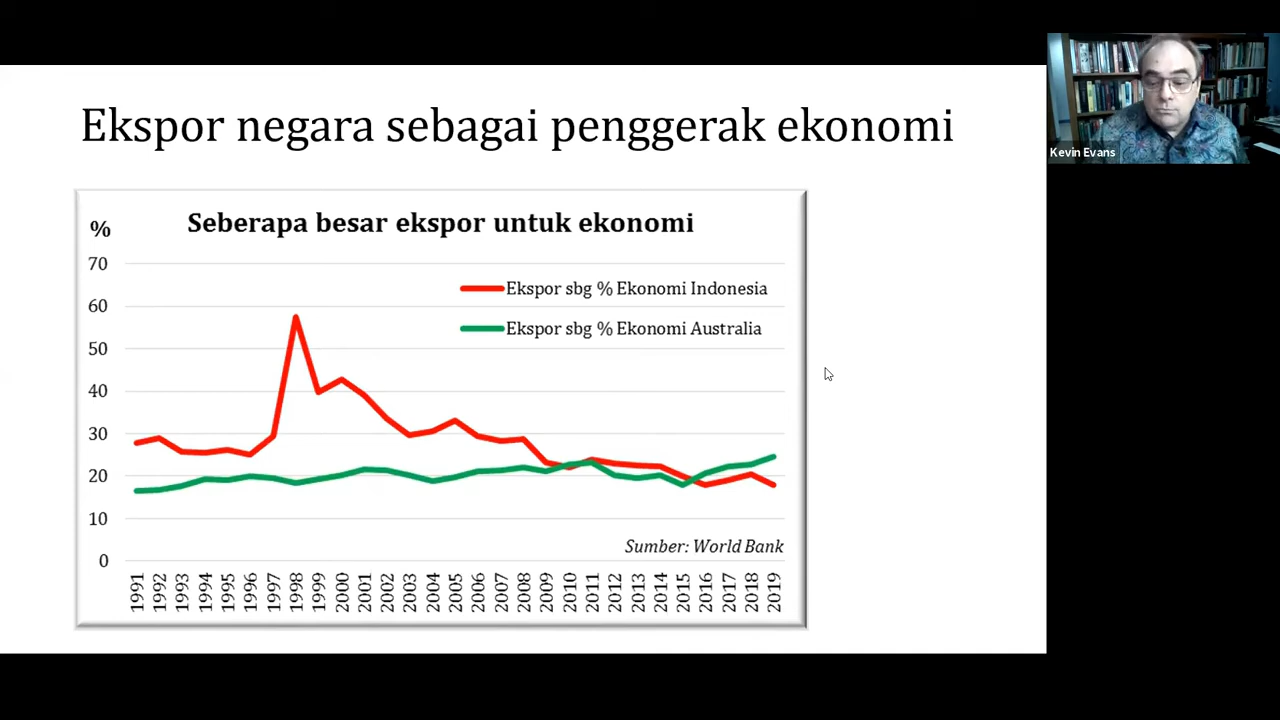 Ekspor negara sebagai penggerak ekonomi
Kevin Evans
%
Seberapa besar ekspor untuk ekonomi
70
60
50
40
30
20
10
0
Ekspor sbg % Ekonomi Indonesia
Ekspor sbg % Ekonomi Australia
Sumber: World Bank
1991 1992 1993 1994 1995 1996 1997 1998 1999 2000 2001 2002 2003 2004 2005 2006 2007 2008 2009 2010 2011 2012 2013 2014 2015 2016 2017 2018 2019